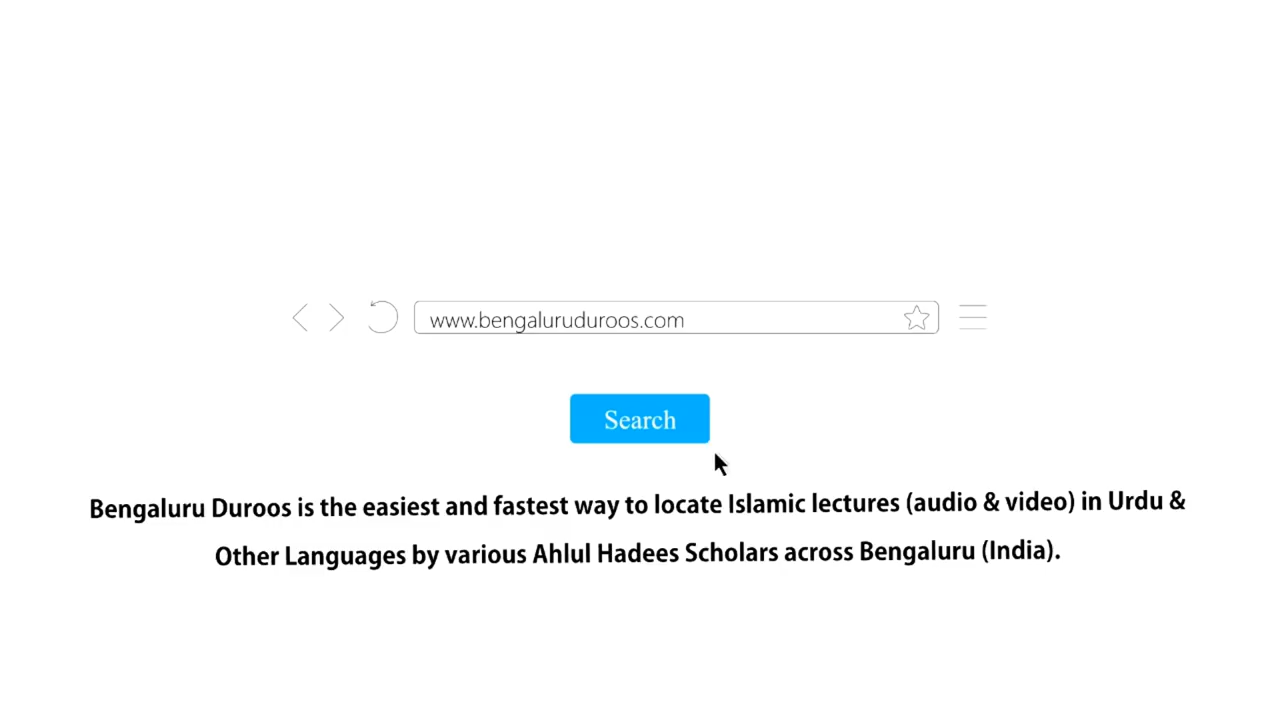 www.bengaluruduroos.com
Search
Bengaluru Duroos is the easiest and fastest way to locate Islamic lectures (audio & video) in Urdu &
Other Languages by various Ahlul Hadees Scholars across Bengaluru (India).